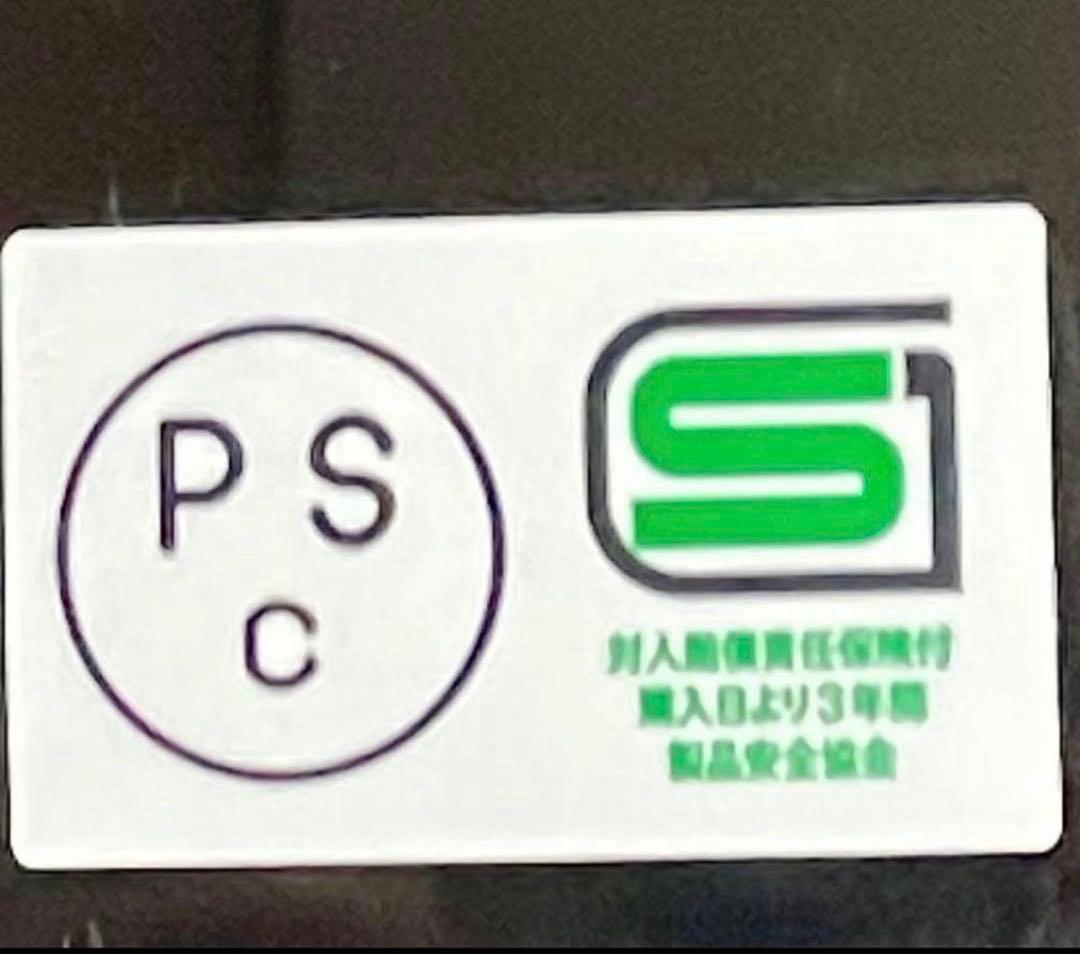 P S
C
SG
対人賠償責任保険付
購入日より3年間
製品安全協会